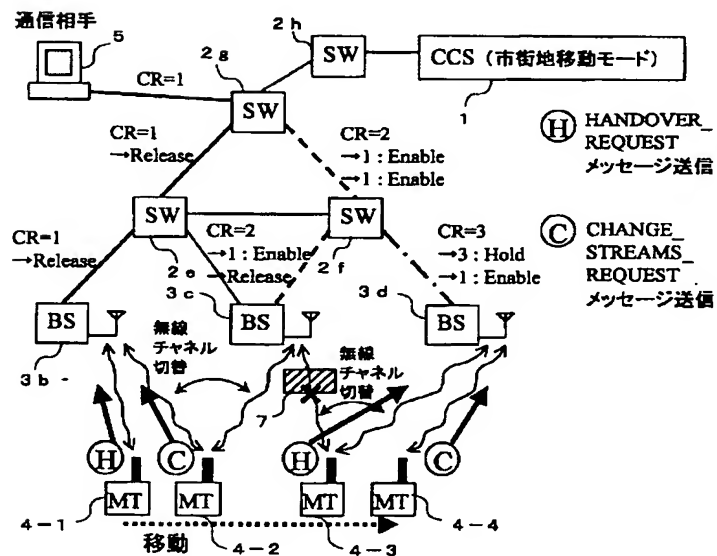 通信相手
5
2g
2h
SW
CCS (市街地移動モード)
1
CR=1
SW
H HANDOVER_
REQUEST
メッセージ送信
CR=1
→Release
CR=2
→1 : Enable
→1 : Enable
C CHANGE_
STREAMS_
REQUEST
メッセージ送信
SW
SW
CR=1
→Release
2e
CR=2
→1 : Enable
→Release
2f
CR=3
→3 : Hold
→1 : Enable
3c
3d
BS
BS
BS
3b
無線
チャネル
切替
無線
チャネル
切替
7
H
C
H
C
MT
MT
MT
MT
4-1
4-2
4-3
4-4
移動